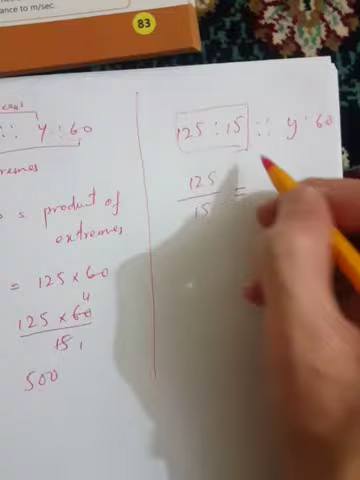 ance to m/sec.
83
:: y : 60
product of
extremes
= 125 × 60
125 × 60 4
15 1
500
125 : 15 :: y : 60
125 =
15